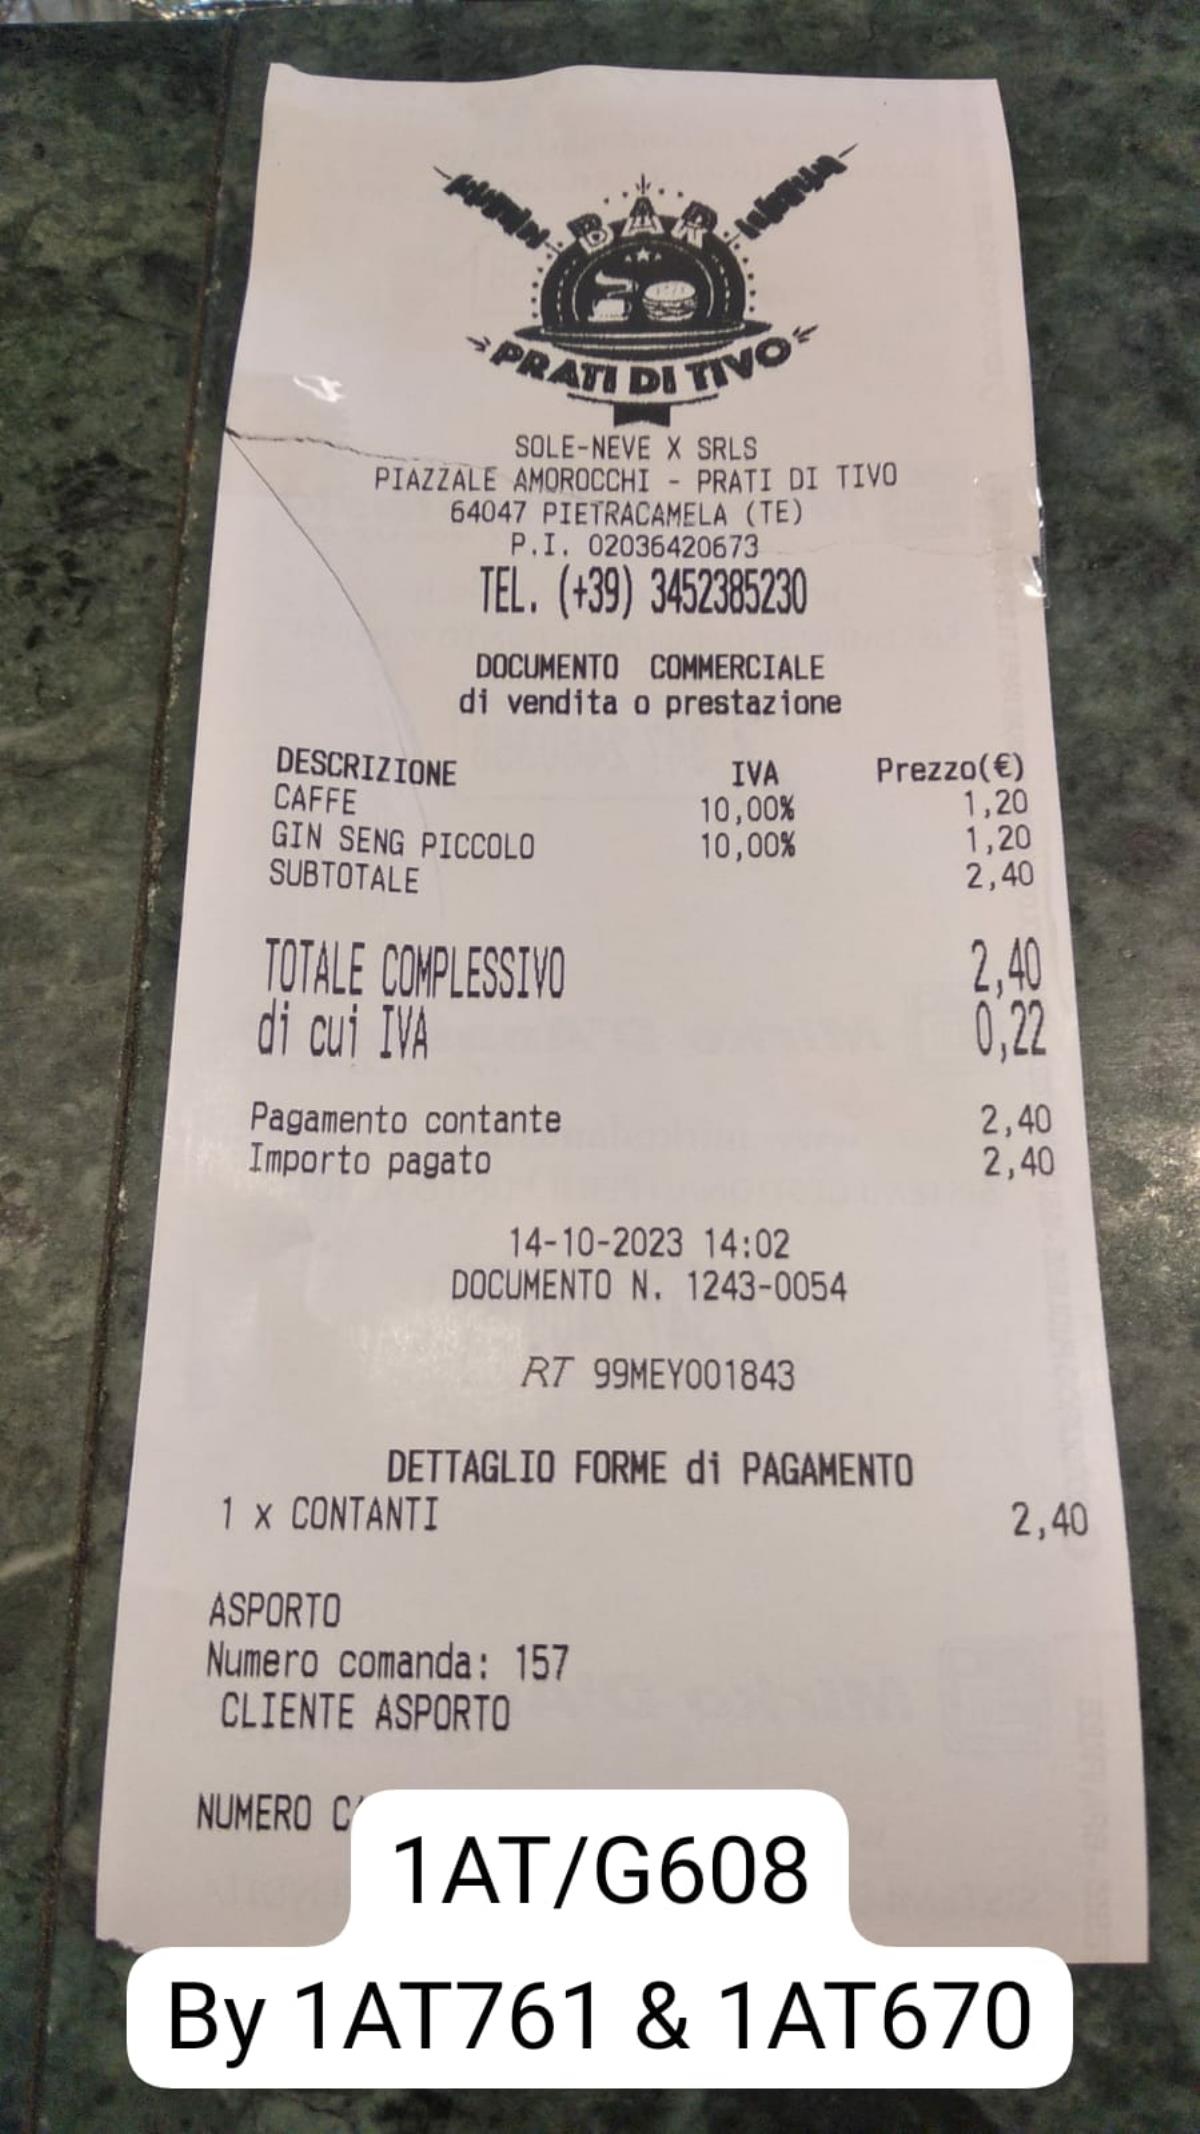 BAR
PRATI DI TIVO
SOLE-NEVE X SRLS
PIAZZALE AMOROCCHI - PRATI DI TIVO
64047 PIETRACAMELA (TE)
P.I. 02036420673
TEL. (+39) 3452385230
DOCUMENTO COMMERCIALE
di vendita o prestazione
DESCRIZIONE IVA Prezzo(€)
CAFFE 10,00% 1,20
GIN SENG PICCOLO 10,00% 1,20
SUBTOTALE 2,40
TOTALE COMPLESSIVO 2,40
di cui IVA 0,22
Pagamento contante 2,40
Importo pagato 2,40
14-10-2023 14:02
DOCUMENTO N. 1243-0054
RT 99MEY001843
DETTAGLIO FORME di PAGAMENTO
1 x CONTANTI 2,40
ASPORTO
Numero comanda: 157
CLIENTE ASPORTO
NUMERO
1AT/G608
By 1AT761 & 1AT670